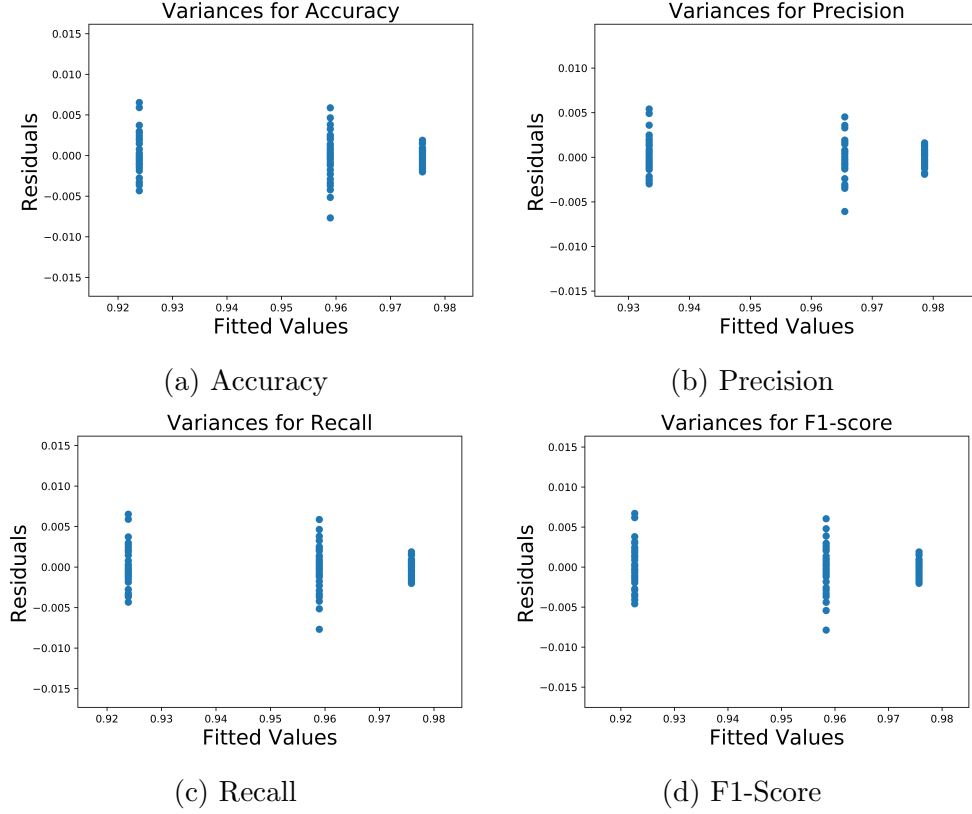 Variances for Accuracy
0.015
0.010
0.005
0.000
−0.005
−0.010
−0.015
Residuals
0.92 0.93 0.94 0.95 0.96 0.97 0.98
Fitted Values
(a) Accuracy
Variances for Precision
0.010
0.005
0.000
−0.005
−0.010
−0.015
Residuals
0.93 0.94 0.95 0.96 0.97 0.98
Fitted Values
(b) Precision
Variances for Recall
0.015
0.010
0.005
0.000
−0.005
−0.010
−0.015
Residuals
0.92 0.93 0.94 0.95 0.96 0.97 0.98
Fitted Values
(c) Recall
Variances for F1-score
0.015
0.010
0.005
0.000
−0.005
−0.010
−0.015
Residuals
0.92 0.93 0.94 0.95 0.96 0.97 0.98
Fitted Values
(d) F1-Score